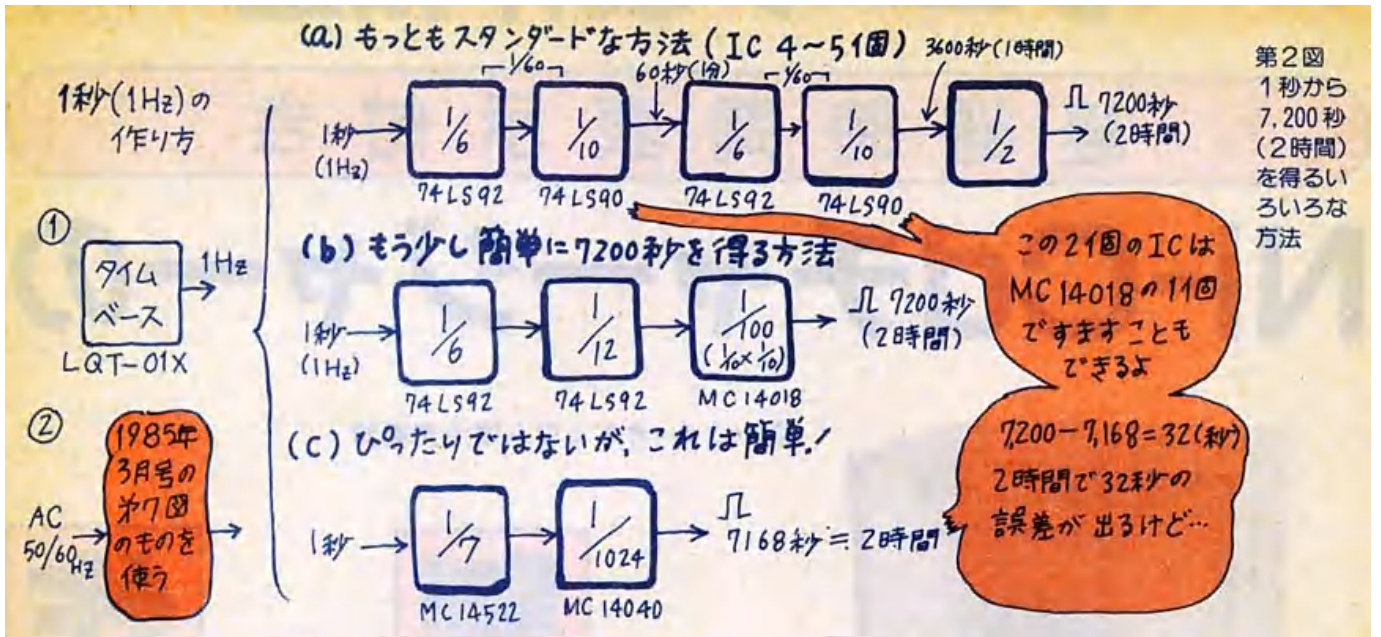 (a) もっともスタンダードな方法 (IC 4～5個)
1/60
60秒(1分)
1/60
3600秒(1時間)
1秒
(1Hz)
1/6
1/10
1/6
1/10
1/2
7200秒
(2時間)
74LS92
74LS90
74LS92
74LS90
第2図
1秒から
7,200秒
(2時間)
を得るい
ろいろな
方法
1秒(1Hz)の
作り方
①
タイム
ベース
1Hz
LQT-01X
②
AC
50/60Hz
1985年
3月号の
第7図
のものを
使う
(b) もう少し簡単に7200秒を得る方法
1秒
(1Hz)
1/6
1/12
1/100
(1/10×1/10)
7200秒
(2時間)
74LS92
74LS92
MC14018
この2個のICは
MC14018の1個
ですますことも
できるよ
(c) ぴったりではないが、これは簡単!
1秒
1/7
1/1024
7168秒≒2時間
MC14522
MC14040
7,200-7,168=32(秒)
2時間で32秒の
誤差が出るけど…